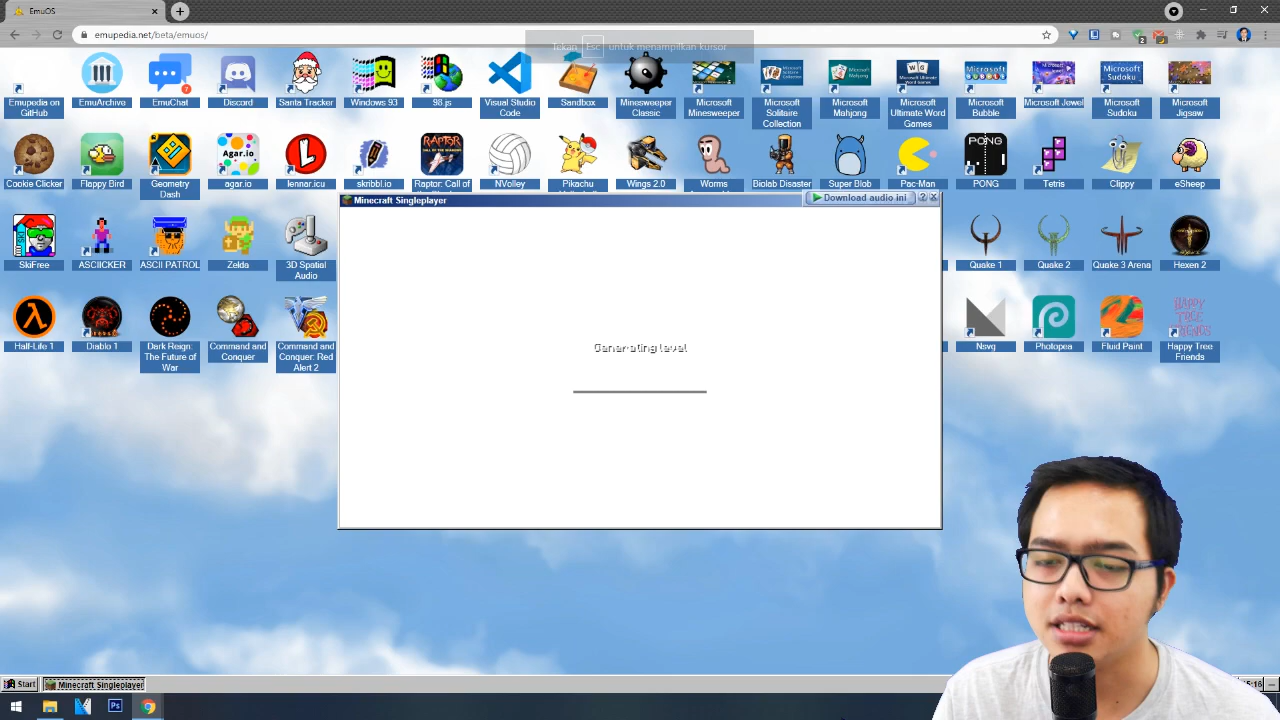 EmuOS
emupedia.net/beta/emuos/
Tekan Esc untuk menampilkan kursor
Emupedia on GitHub
EmuArchive
EmuChat
Discord
Santa Tracker
Windows 93
98.js
Visual Studio Code
Sandbox
Minesweeper Classic
Microsoft Minesweeper
Microsoft Solitaire Collection
Microsoft Mahjong
Microsoft Ultimate Word Games
Microsoft Bubble
Microsoft Jewel
Microsoft Sudoku
Microsoft Jigsaw
Cookie Clicker
Flappy Bird
Geometry Dash
agar.io
lennar.icu
skribbl.io
Raptor: Call of
NVolley
Pikachu
Wings 2.0
Worms
Biolab Disaster
Super Blob
Pac-Man
PONG
Tetris
Clippy
eSheep
Minecraft Singleplayer
Download audio ini
SkiFree
ASCIICKER
ASCII PATROL
Zelda
3D Spatial Audio
Quake 1
Quake 2
Quake 3 Arena
Hexen 2
Generating level
Half-Life 1
Diablo 1
Dark Reign: The Future of War
Command and Conquer
Command and Conquer: Red Alert 2
Nsvg
Photopea
Fluid Paint
Happy Tree Friends
Start
Minecraft Singleplayer